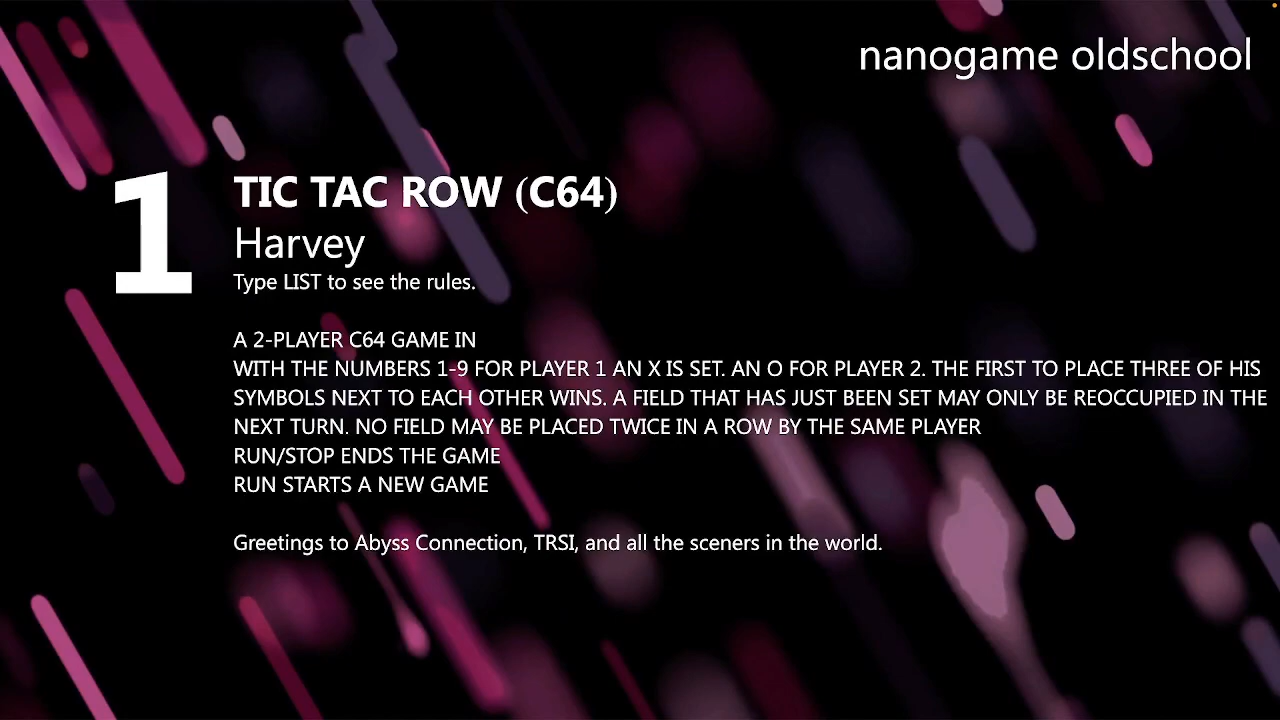 nanogame oldschool
1
TIC TAC ROW (C64)
Harvey
Type LIST to see the rules.
A 2-PLAYER C64 GAME IN
WITH THE NUMBERS 1-9 FOR PLAYER 1 AN X IS SET. AN O FOR PLAYER 2. THE FIRST TO PLACE THREE OF HIS
SYMBOLS NEXT TO EACH OTHER WINS. A FIELD THAT HAS JUST BEEN SET MAY ONLY BE REOCCUPIED IN THE
NEXT TURN. NO FIELD MAY BE PLACED TWICE IN A ROW BY THE SAME PLAYER
RUN/STOP ENDS THE GAME
RUN STARTS A NEW GAME
Greetings to Abyss Connection, TRSI, and all the sceners in the world.